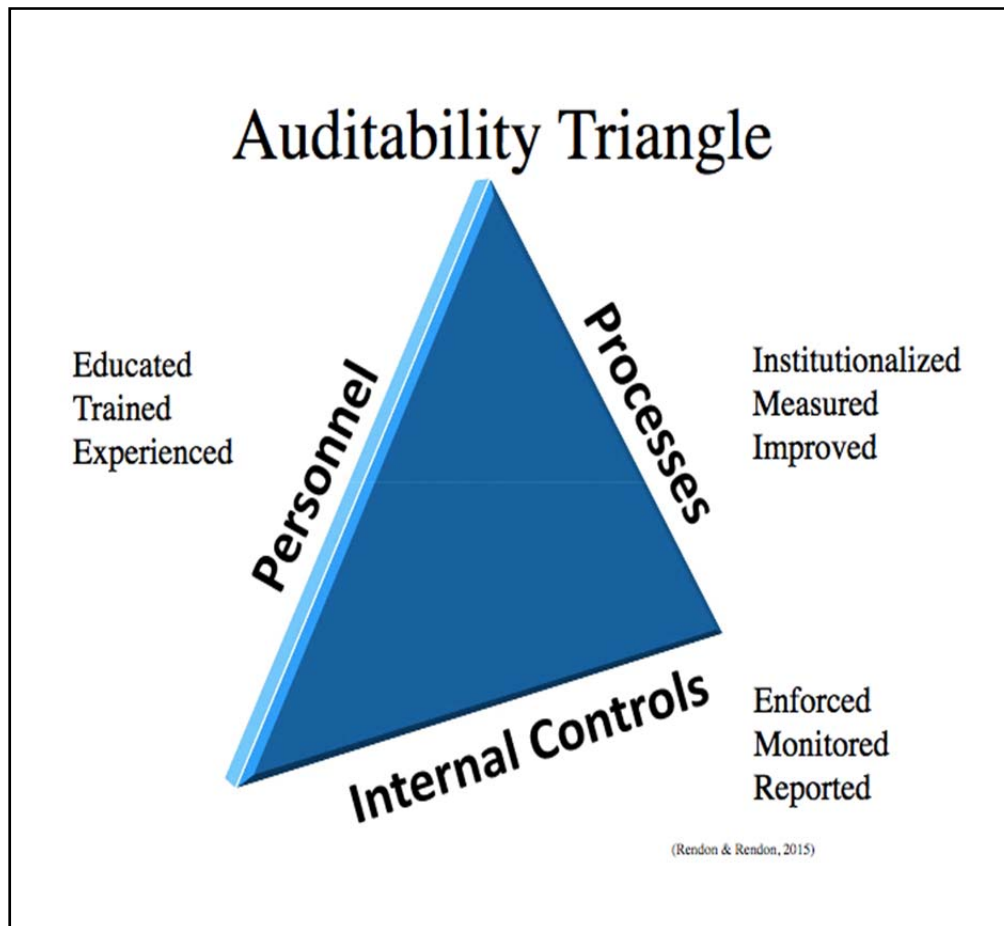 Auditability Triangle
Educated
Trained
Experienced
Personnel
Processes
Institutionalized
Measured
Improved
Internal Controls
Enforced
Monitored
Reported
(Rendon & Rendon, 2015)